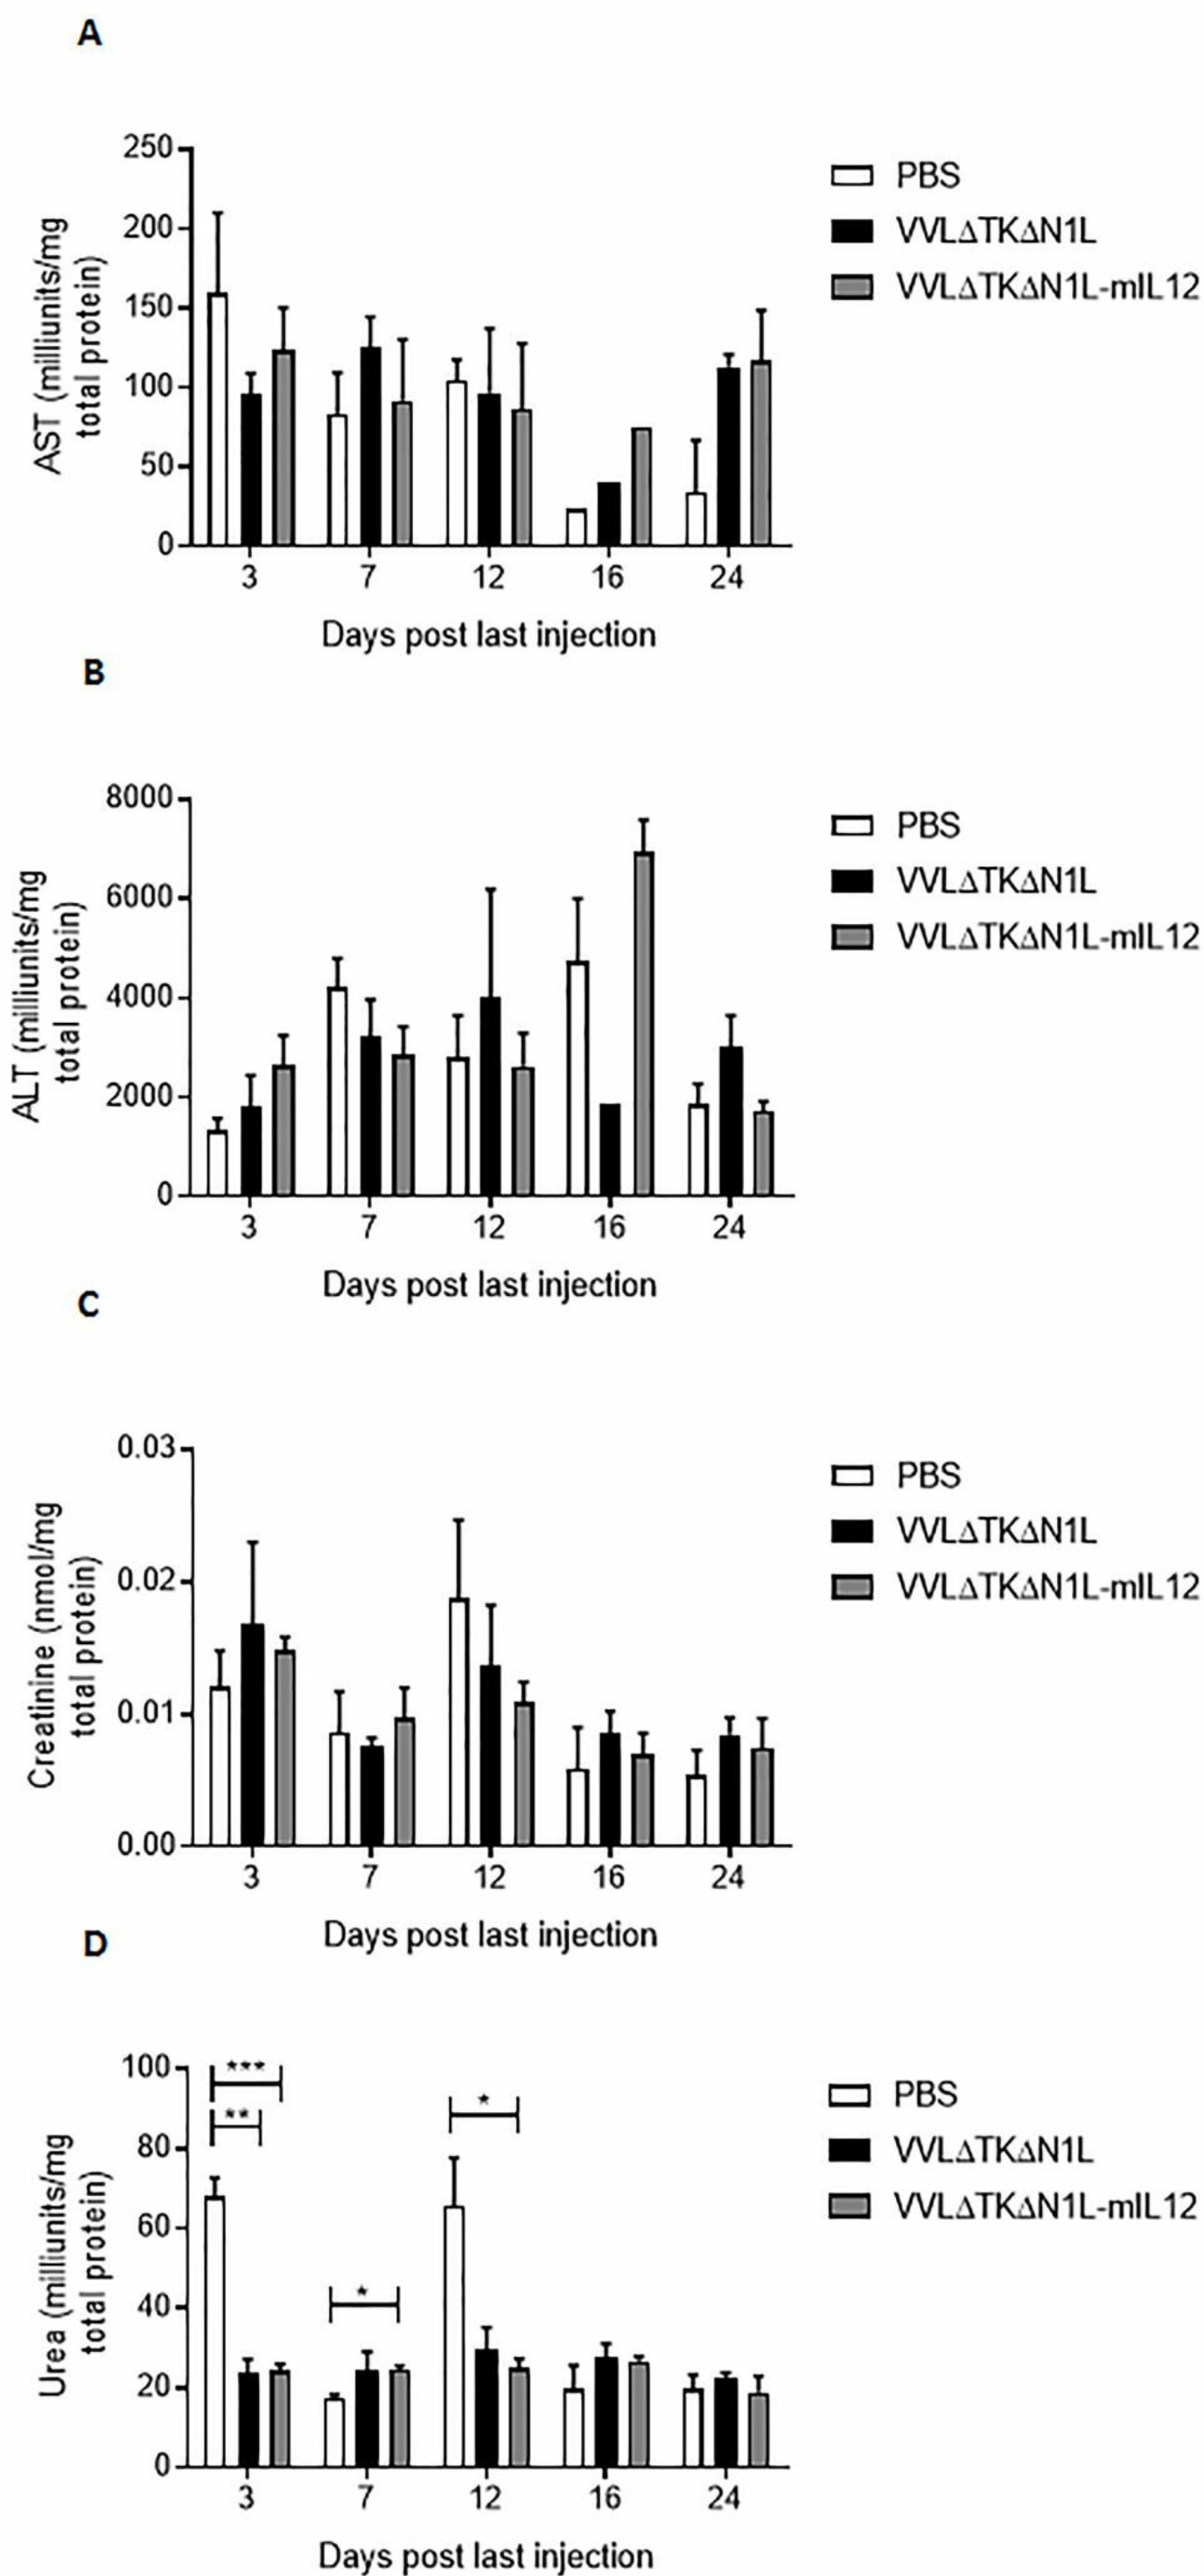 A
250
200
150
100
50
0
AST (milliunits/mg
total protein)
3 7 12 16 24
Days post last injection
PBS
VVLΔTKΔN1L
VVLΔTKΔN1L-mIL12
B
8000
6000
4000
2000
0
ALT (milliunits/mg
total protein)
3 7 12 16 24
Days post last injection
PBS
VVLΔTKΔN1L
VVLΔTKΔN1L-mIL12
C
0.03
0.02
0.01
0.00
Creatinine (nmol/mg
total protein)
3 7 12 16 24
Days post last injection
PBS
VVLΔTKΔN1L
VVLΔTKΔN1L-mIL12
D
100
80
60
40
20
0
Urea (milliunits/mg
total protein)
***
**
*
*
3 7 12 16 24
Days post last injection
PBS
VVLΔTKΔN1L
VVLΔTKΔN1L-mIL12